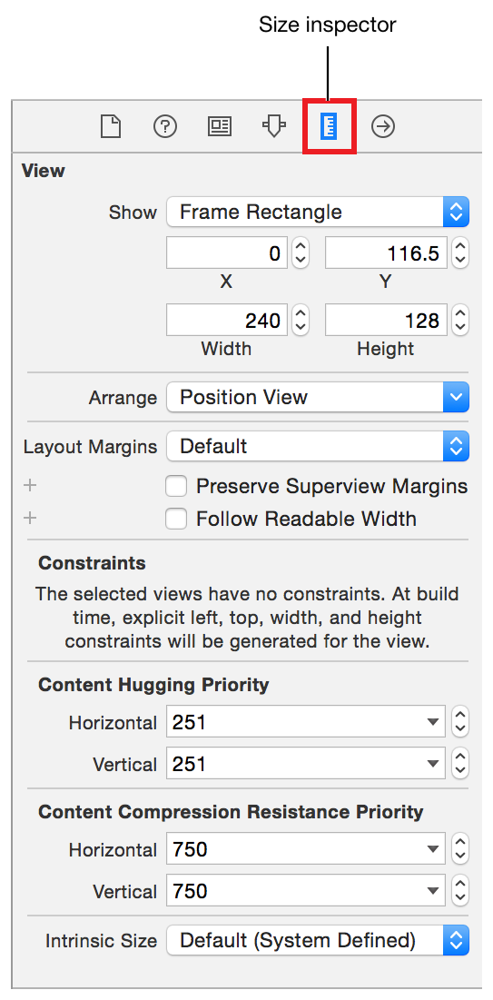 Size inspector
View
Show Frame Rectangle
0 116.5
X Y
240 128
Width Height
Arrange Position View
Layout Margins Default
Preserve Superview Margins
Follow Readable Width
Constraints
The selected views have no constraints. At build
time, explicit left, top, width, and height
constraints will be generated for the view.
Content Hugging Priority
Horizontal 251
Vertical 251
Content Compression Resistance Priority
Horizontal 750
Vertical 750
Intrinsic Size Default (System Defined)